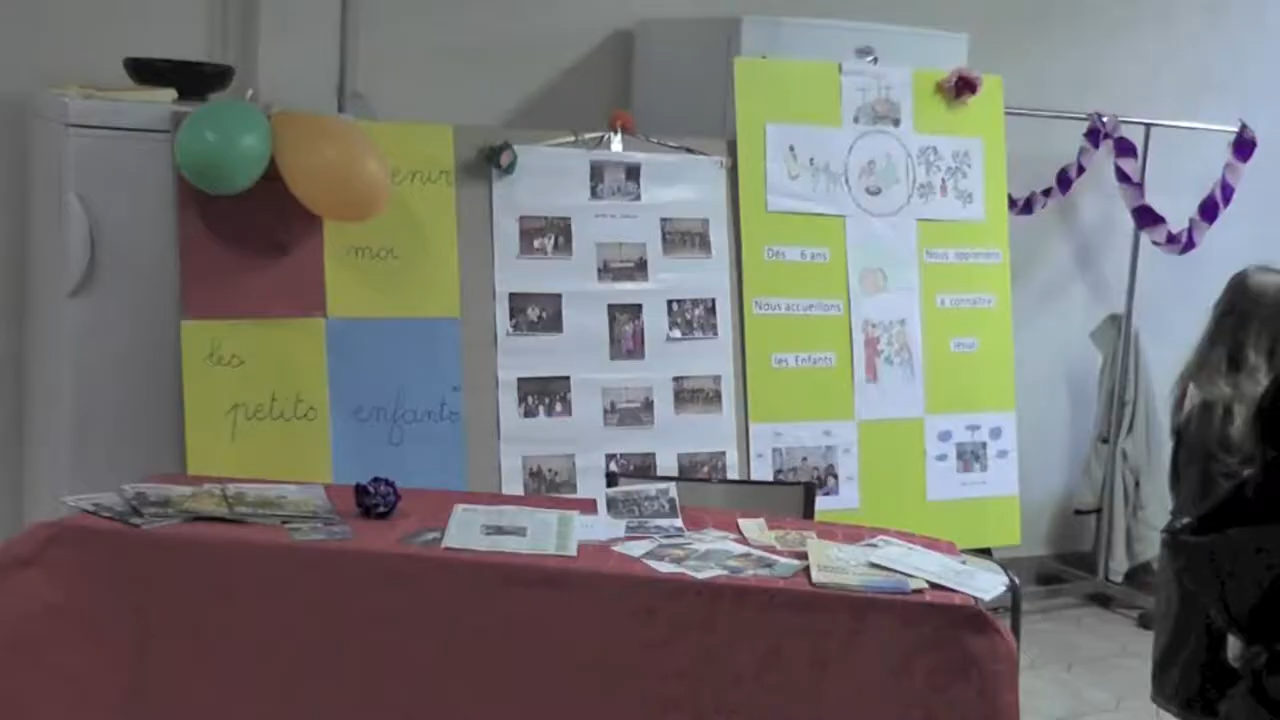 enir
moi
les
petits
enfants
Dès 6 ans
Nous accueillons
les Enfants
Nous apprenons
à connaître
Jésus